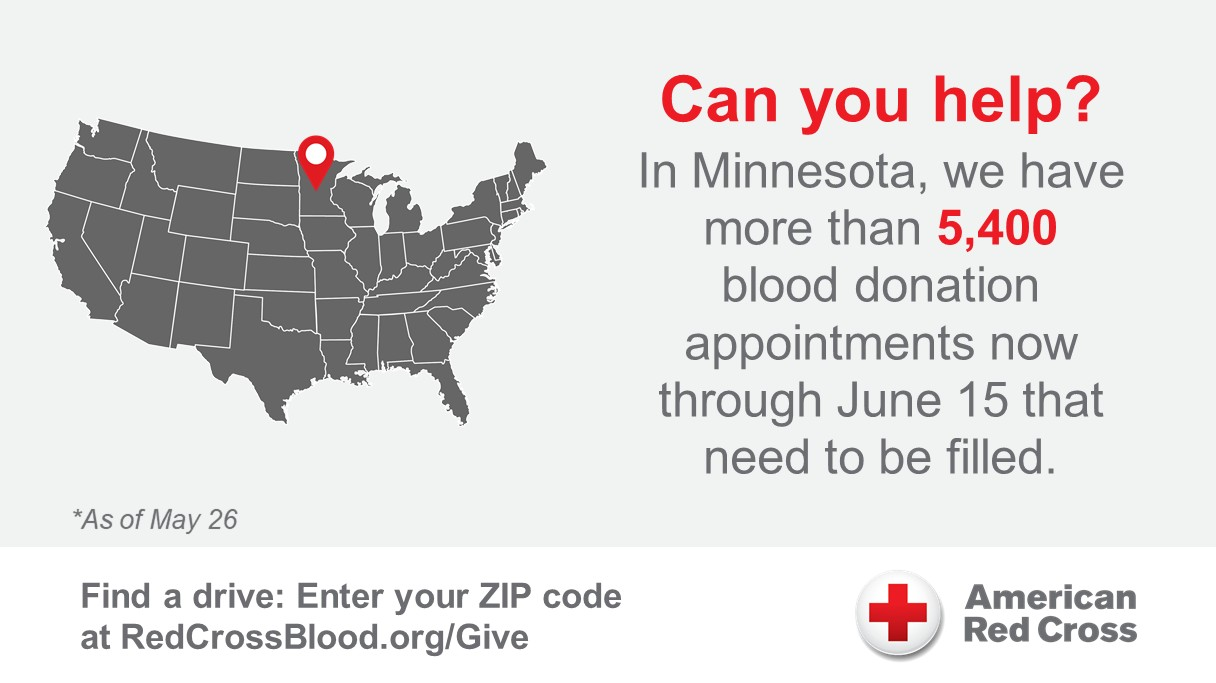 Can you help?
In Minnesota, we have
more than 5,400
blood donation
appointments now
through June 15 that
need to be filled.
*As of May 26
Find a drive: Enter your ZIP code
at RedCrossBlood.org/Give
American
Red Cross